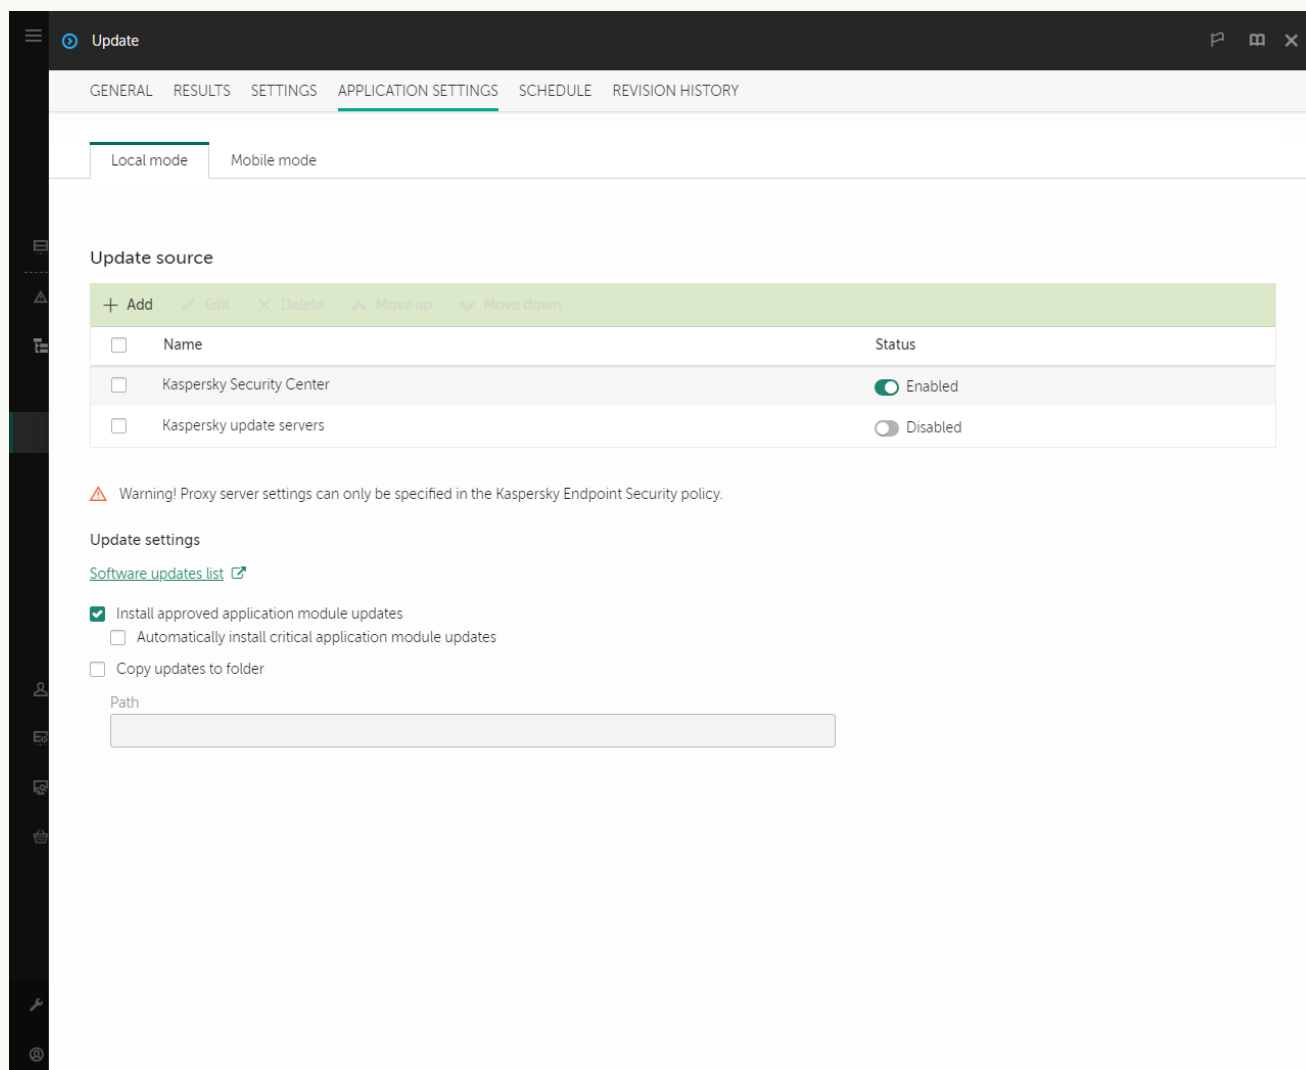 Update
GENERAL RESULTS SETTINGS APPLICATION SETTINGS SCHEDULE REVISION HISTORY
Local mode Mobile mode
Update source
Add Edit Delete Move up Move down
Name Status
Kaspersky Security Center Enabled
Kaspersky update servers Disabled
Warning! Proxy server settings can only be specified in the Kaspersky Endpoint Security policy.
Update settings
Software updates list
Install approved application module updates
Automatically install critical application module updates
Copy updates to folder
Path